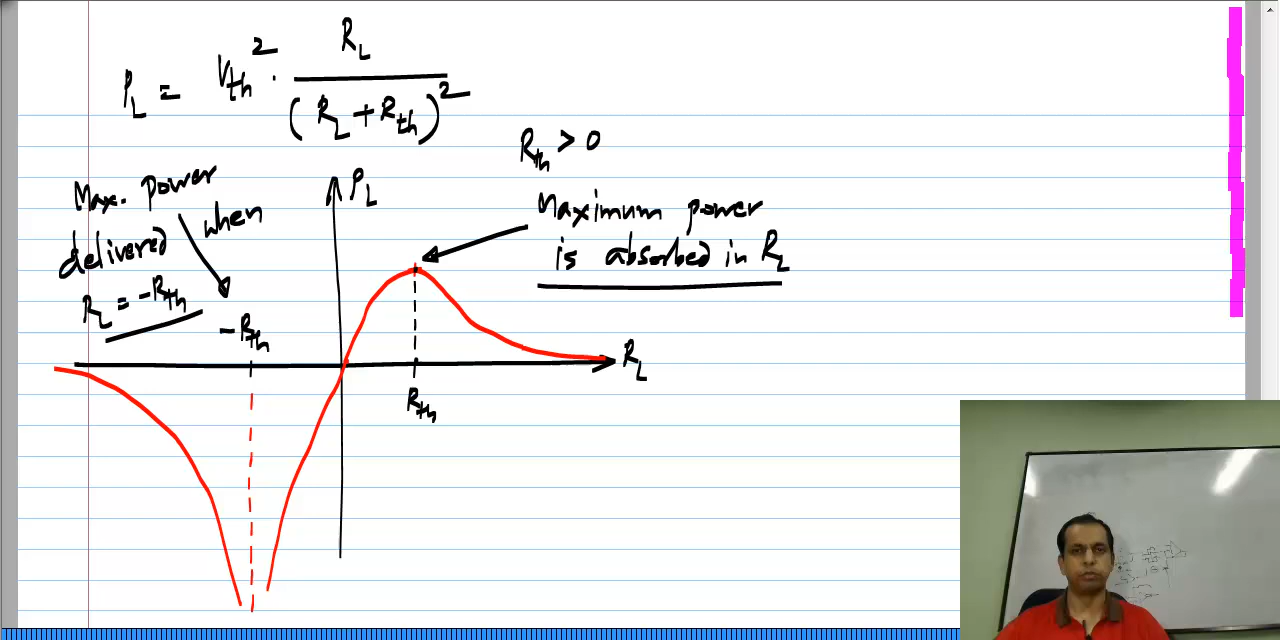 P_L = V_th^2 · R_L / (R_L + R_th)^2
R_th > 0
Max. power
delivered when
R_L = -R_th
-R_th
P_L
Maximum power
is absorbed in R_L
R_L
R_th